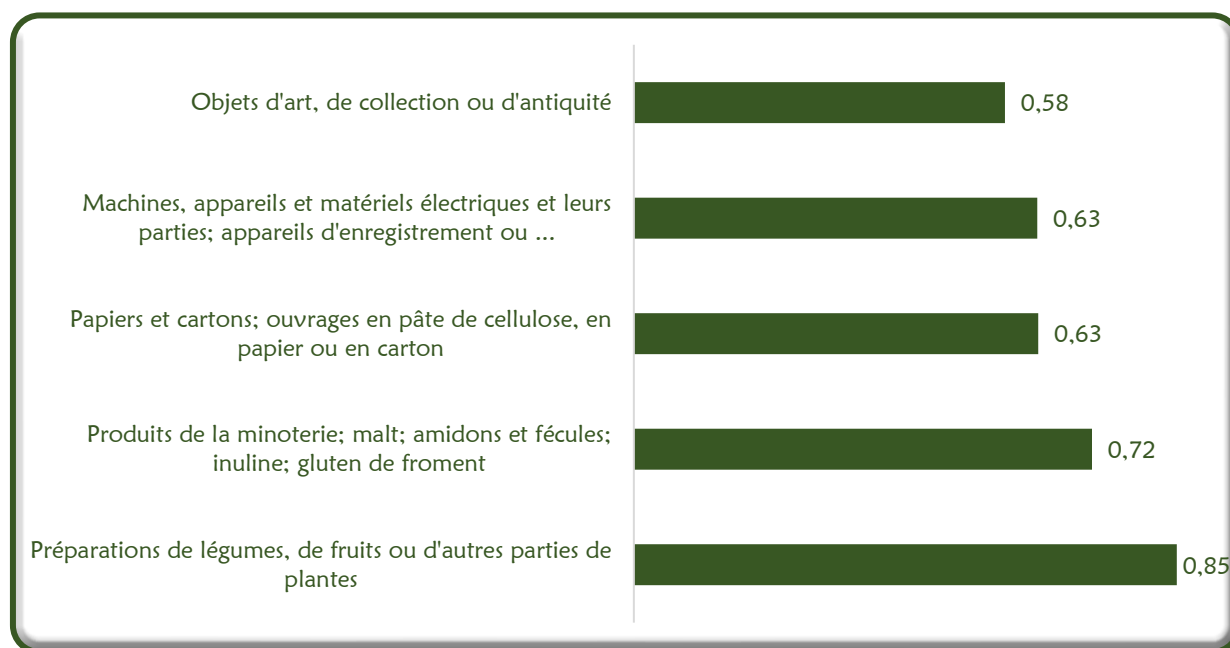 Objets d'art, de collection ou d'antiquité
0,58
Machines, appareils et matériels électriques et leurs
parties; appareils d'enregistrement ou ...
0,63
Papiers et cartons; ouvrages en pâte de cellulose, en
papier ou en carton
0,63
Produits de la minoterie; malt; amidons et fécules;
inuline; gluten de froment
0,72
Préparations de légumes, de fruits ou d'autres parties de
plantes
0,85